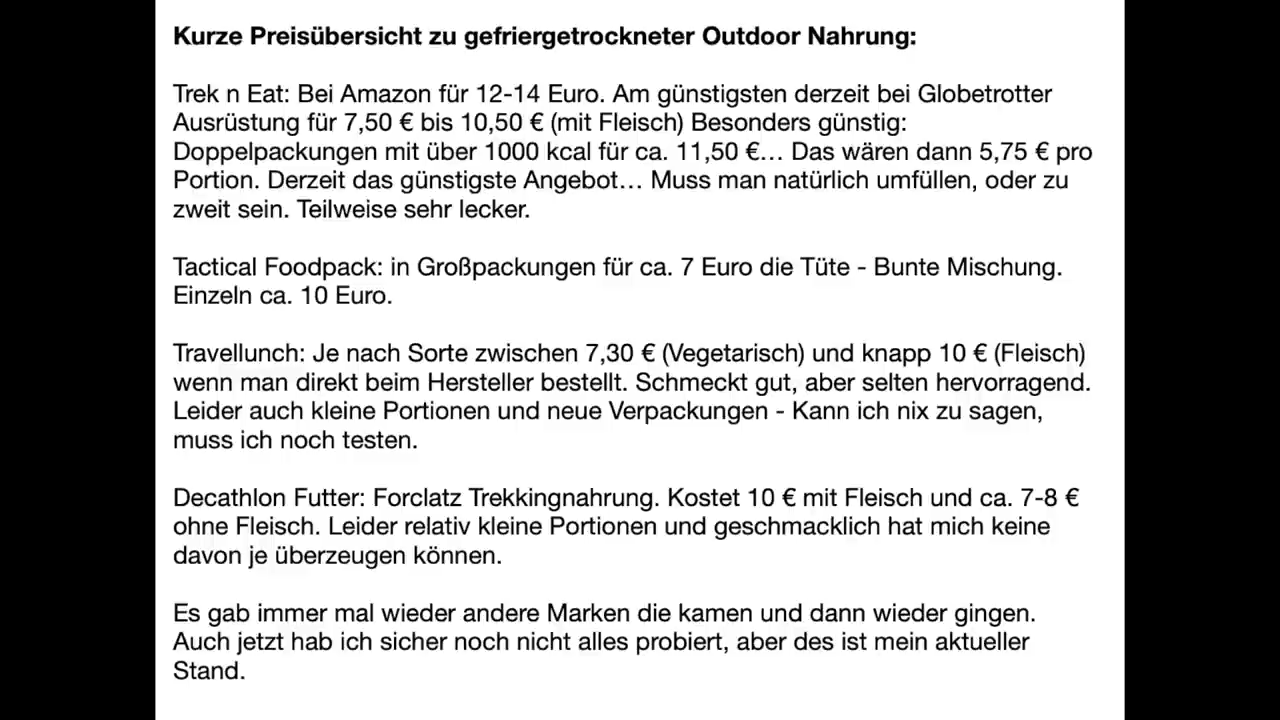 Kurze Preisübersicht zu gefriergetrockneter Outdoor Nahrung:
Trek n Eat: Bei Amazon für 12-14 Euro. Am günstigsten derzeit bei Globetrotter
Ausrüstung für 7,50 € bis 10,50 € (mit Fleisch) Besonders günstig:
Doppelpackungen mit über 1000 kcal für ca. 11,50 €… Das wären dann 5,75 € pro
Portion. Derzeit das günstigste Angebot… Muss man natürlich umfüllen, oder zu
zweit sein. Teilweise sehr lecker.
Tactical Foodpack: in Großpackungen für ca. 7 Euro die Tüte - Bunte Mischung.
Einzeln ca. 10 Euro.
Travellunch: Je nach Sorte zwischen 7,30 € (Vegetarisch) und knapp 10 € (Fleisch)
wenn man direkt beim Hersteller bestellt. Schmeckt gut, aber selten hervorragend.
Leider auch kleine Portionen und neue Verpackungen - Kann ich nix zu sagen,
muss ich noch testen.
Decathlon Futter: Forclatz Trekkingnahrung. Kostet 10 € mit Fleisch und ca. 7-8 €
ohne Fleisch. Leider relativ kleine Portionen und geschmacklich hat mich keine
davon je überzeugen können.
Es gab immer mal wieder andere Marken die kamen und dann wieder gingen.
Auch jetzt hab ich sicher noch nicht alles probiert, aber des ist mein aktueller
Stand.